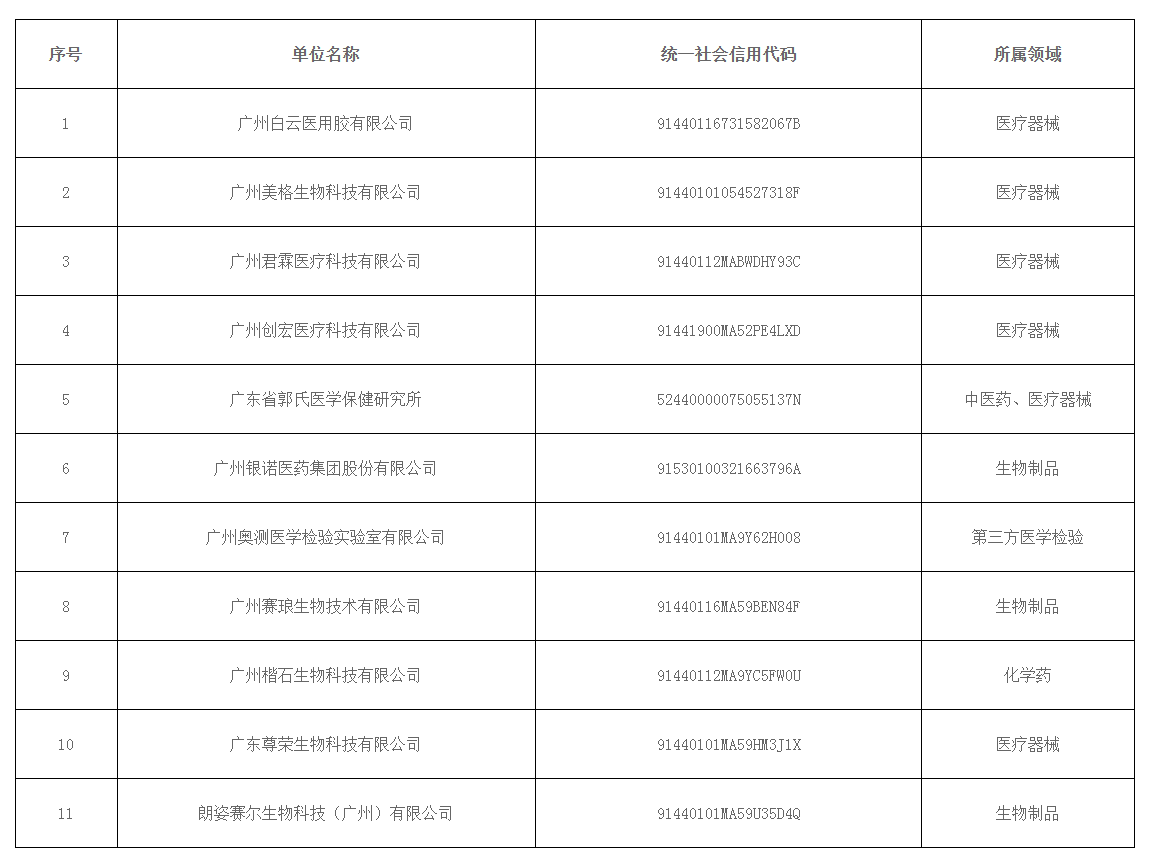 序号 单位名称 统一社会信用代码 所属领域
1 广州白云医用胶有限公司 91440116731582067B 医疗器械
2 广州美格生物科技有限公司 91440101054527318F 医疗器械
3 广州君霖医疗科技有限公司 91440112MABWDHY93C 医疗器械
4 广州创宏医疗科技有限公司 91441900MA52PE4LXD 医疗器械
5 广东省郭氏医学保健研究所 52440000075055137N 中医药、医疗器械
6 广州银诺医药集团股份有限公司 91530100321663796A 生物制品
7 广州奥测医学检验实验室有限公司 91440101MA9Y62H008 第三方医学检验
8 广州赛琅生物技术有限公司 91440116MA59BEN84F 生物制品
9 广州楷石生物科技有限公司 91440112MA9YC5FW0U 化学药
10 广东尊荣生物科技有限公司 91440101MA59HM3J1X 医疗器械
11 朗姿赛尔生物科技（广州）有限公司 91440101MA59U35D4Q 生物制品